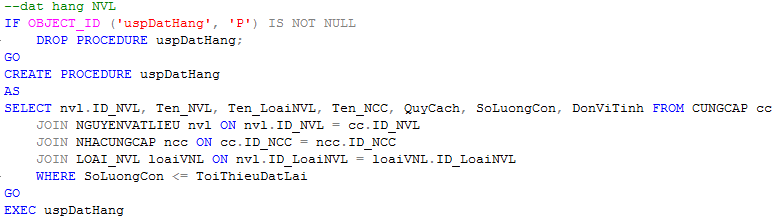 --dat hang NVL
IF OBJECT_ID ('uspDatHang', 'P') IS NOT NULL
DROP PROCEDURE uspDatHang;
GO
CREATE PROCEDURE uspDatHang
AS
SELECT nvl.ID_NVL, Ten_NVL, Ten_LoaiNVL, Ten_NCC, QuyCach, SoLuongCon, DonViTinh FROM CUNGCAP cc
JOIN NGUYENVATLIEU nvl ON nvl.ID_NVL = cc.ID_NVL
JOIN NHACUNGCAP ncc ON cc.ID_NCC = ncc.ID_NCC
JOIN LOAI_NVL loaiVNL ON nvl.ID_LoaiNVL = loaiVNL.ID_LoaiNVL
WHERE SoLuongCon <= ToiThieuDatLai
GO
EXEC uspDatHang